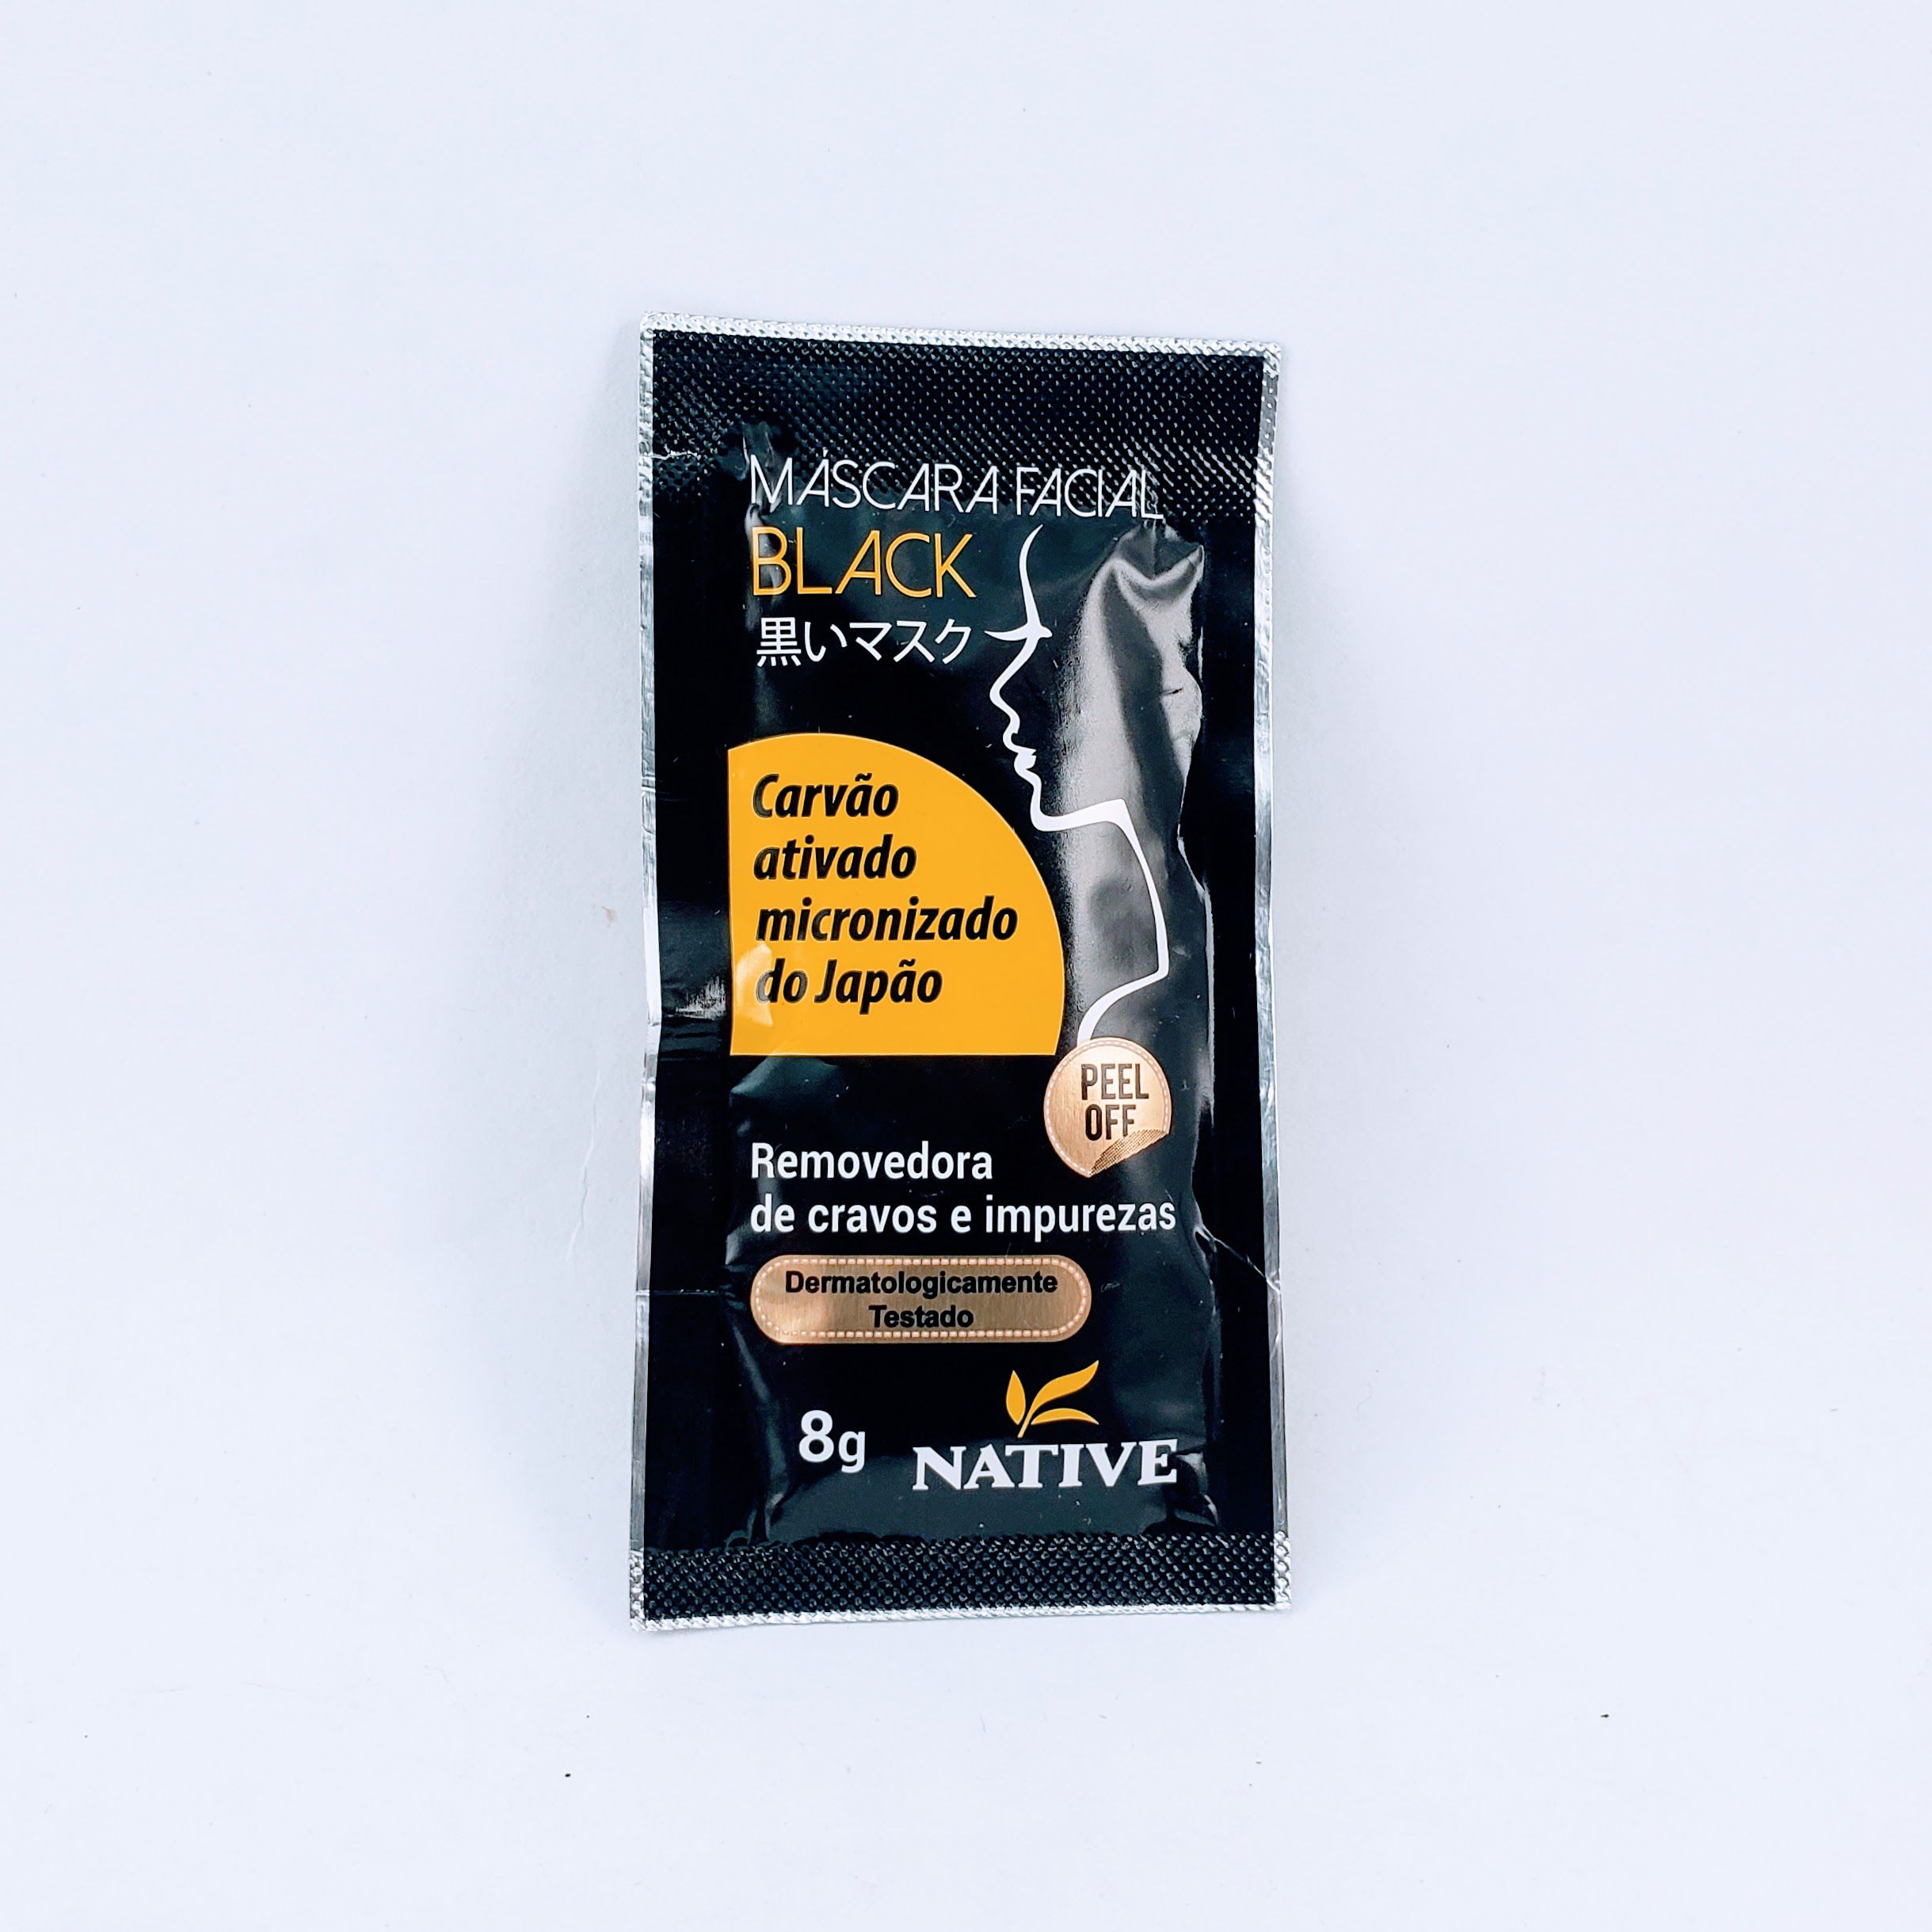 MÁSCARA FACIAL
BLACK
黒いマスク
Carvão
ativado
micronizado
do Japão
PEEL
OFF
Removedora
de cravos e impurezas
Dermatologicamente
Testado
8g
NATIVE